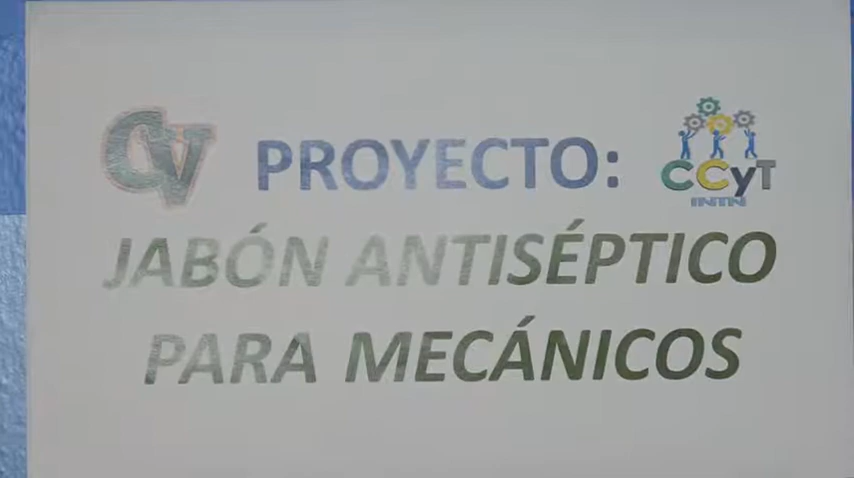 CV PROYECTO: CCyT
INTN
JABÓN ANTISÉPTICO
PARA MECÁNICOS